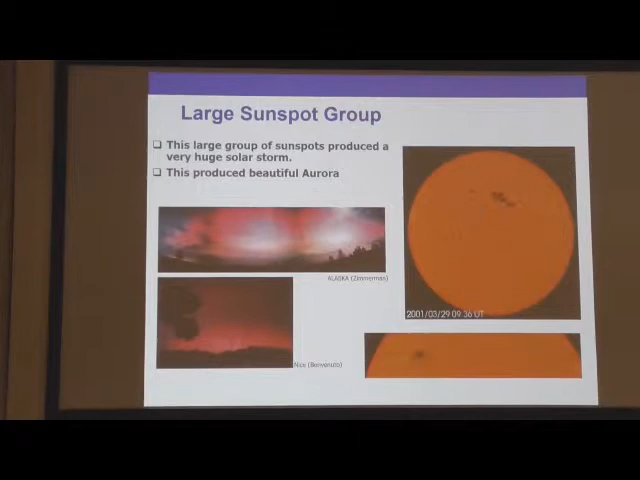 Large Sunspot Group
❑ This large group of sunspots produced a
very huge solar storm.
❑ This produced beautiful Aurora
ALASKA (Zimmerman)
2001/03/29 09:36 UT
Nice (Benvenuto)